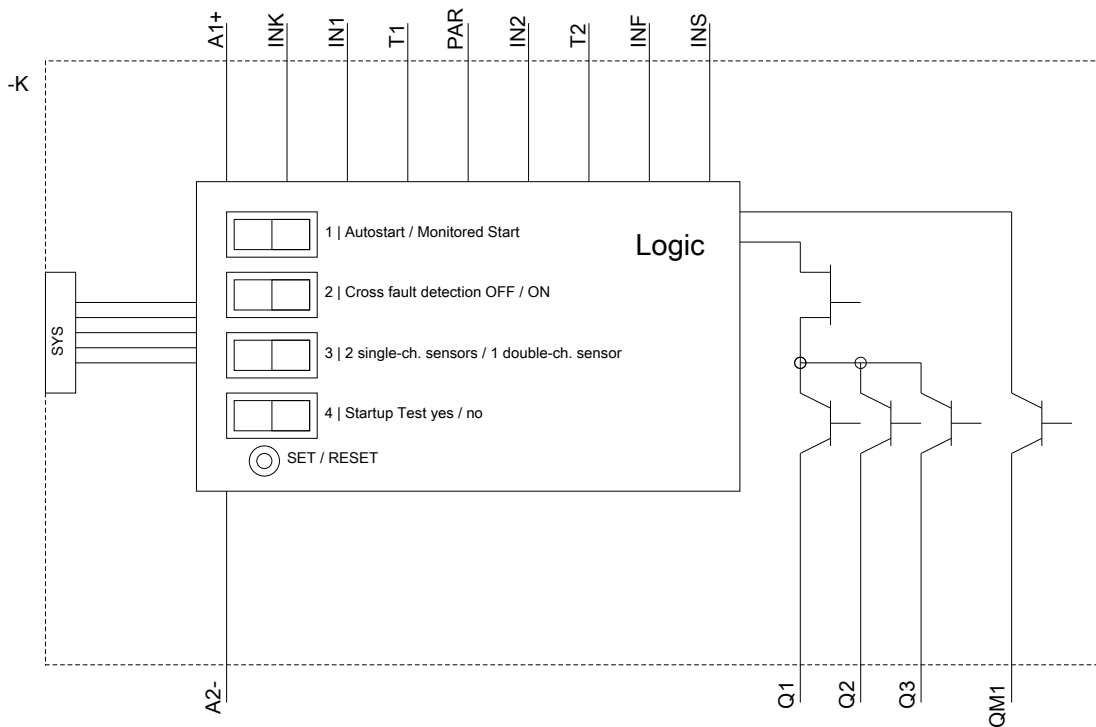 A1+
INK
IN1
T1
PAR
IN2
T2
INF
INS
-K
1 | Autostart / Monitored Start
Logic
2 | Cross fault detection OFF / ON
SYS
3 | 2 single-ch. sensors / 1 double-ch. sensor
4 | Startup Test yes / no
SET / RESET
A2-
Q1
Q2
Q3
QM1